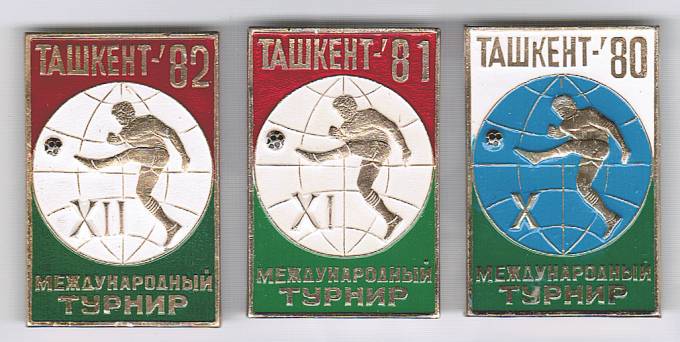 ТАШКЕНТ-'82
XII
МЕЖДУНАРОДНЫЙ
ТУРНИР
ТАШКЕНТ-'81
XI
МЕЖДУНАРОДНЫЙ
ТУРНИР
ТАШКЕНТ-'80
X
МЕЖДУНАРОДНЫЙ
ТУРНИР